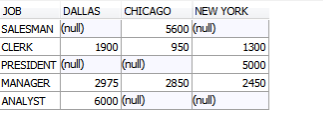 JOB DALLAS CHICAGO NEW YORK
SALESMAN (null) 5600 (null)
CLERK 1900 950 1300
PRESIDENT (null) (null) 5000
MANAGER 2975 2850 2450
ANALYST 6000 (null) (null)